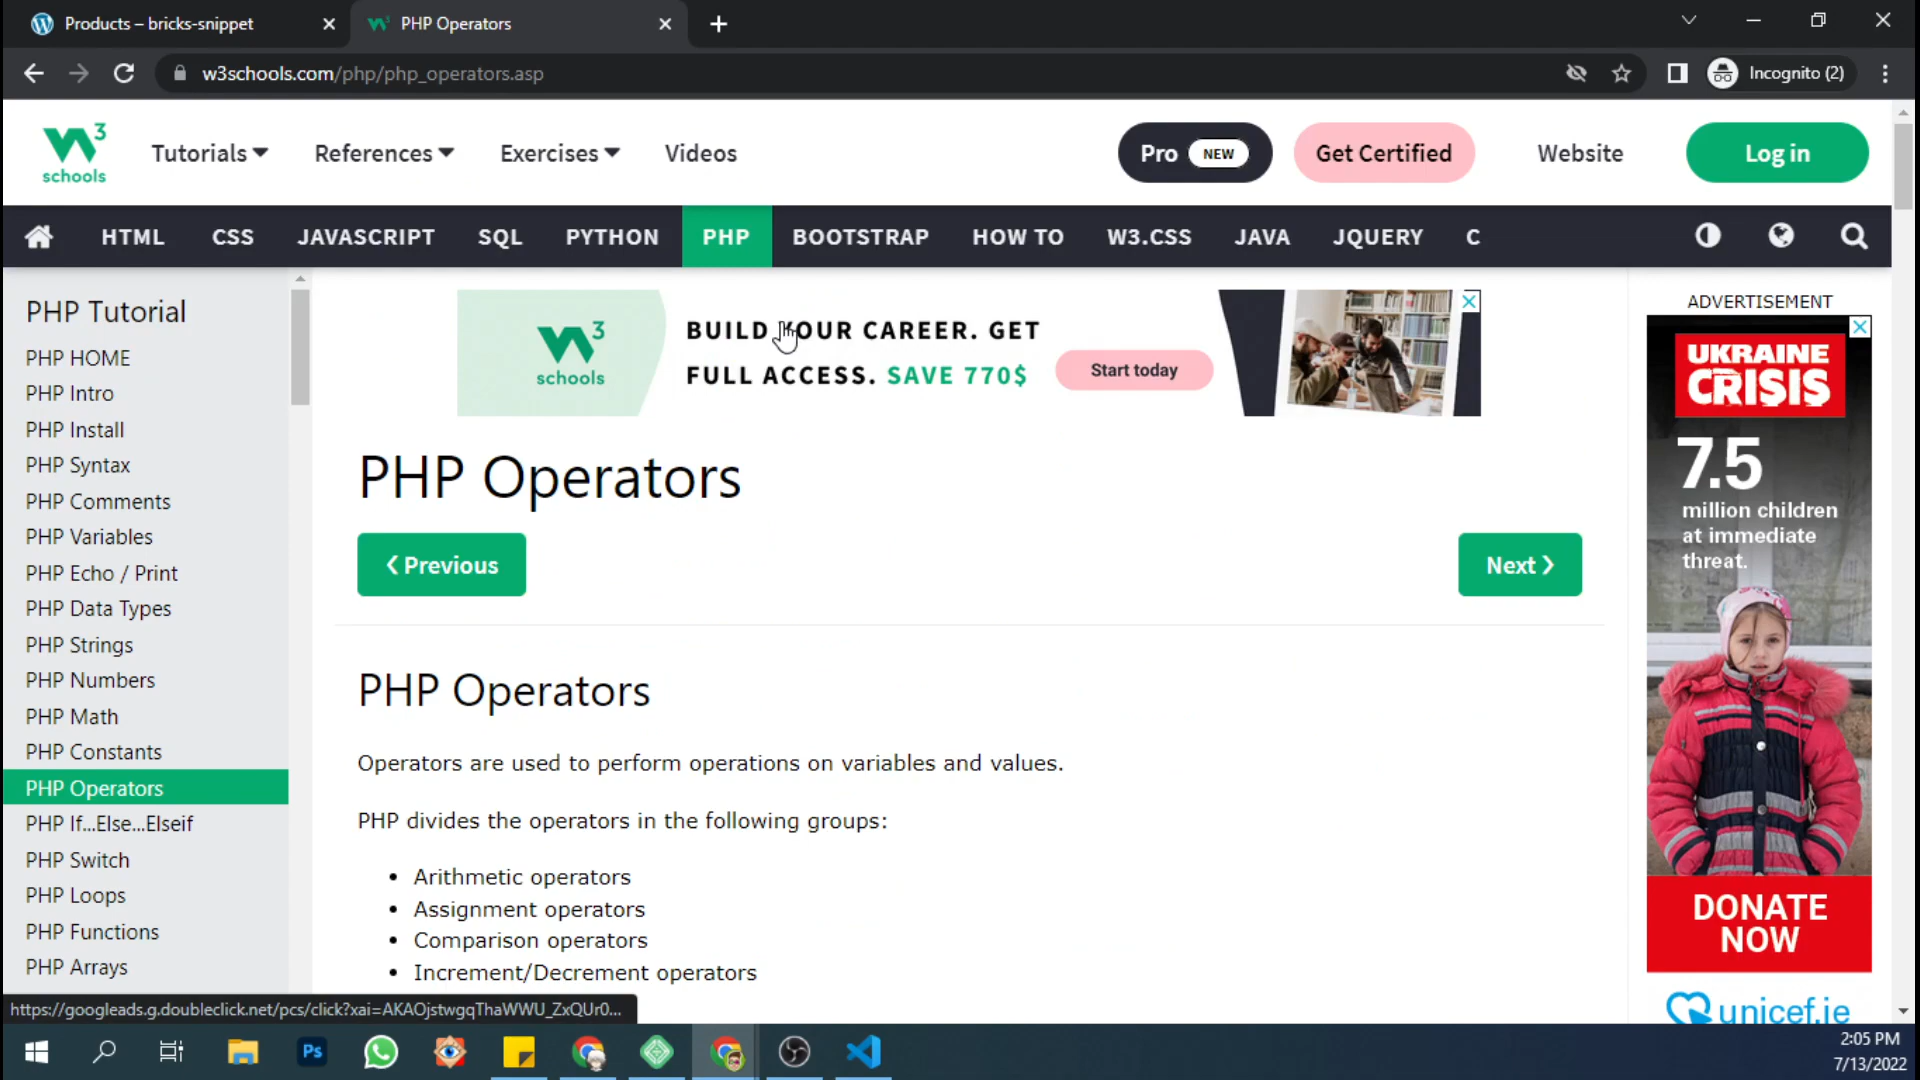 Products – bricks-snippet
PHP Operators
w3schools.com/php/php_operators.asp
Incognito (2)
W3
schools
Tutorials
References
Exercises
Videos
Pro NEW
Get Certified
Website
Log in
HTML
CSS
JAVASCRIPT
SQL
PYTHON
PHP
BOOTSTRAP
HOW TO
W3.CSS
JAVA
JQUERY
C
PHP Tutorial
PHP HOME
PHP Intro
PHP Install
PHP Syntax
PHP Comments
PHP Variables
PHP Echo / Print
PHP Data Types
PHP Strings
PHP Numbers
PHP Math
PHP Constants
PHP Operators
PHP If...Else...Elseif
PHP Switch
PHP Loops
PHP Functions
PHP Arrays
W3
schools
BUILD YOUR CAREER. GET
FULL ACCESS. SAVE 770$
Start today
PHP Operators
❮ Previous
Next ❯
PHP Operators
Operators are used to perform operations on variables and values.
PHP divides the operators in the following groups:
• Arithmetic operators
• Assignment operators
• Comparison operators
• Increment/Decrement operators
ADVERTISEMENT
UKRAINE
CRISIS
7.5
million children
at immediate
threat.
DONATE
NOW
unicef.ie
https://googleads.g.doubleclick.net/pcs/click?xai=AKAOjstwgqThaWWU_ZxQUr0...
Ps
2:05 PM
7/13/2022